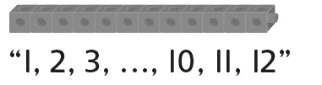 “1, 2, 3, …, 10, 11, 12”